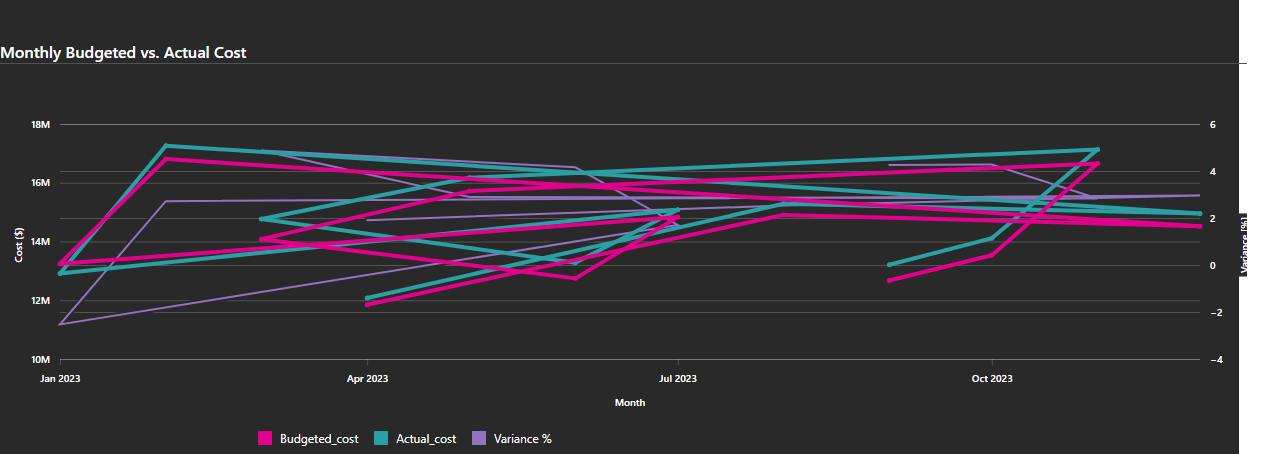 Monthly Budgeted vs. Actual Cost
18M
16M
14M
12M
10M
Cost ($)
6
4
2
0
−2
−4
Variance (%)
Jan 2023
Apr 2023
Jul 2023
Oct 2023
Month
Budgeted_cost
Actual_cost
Variance %